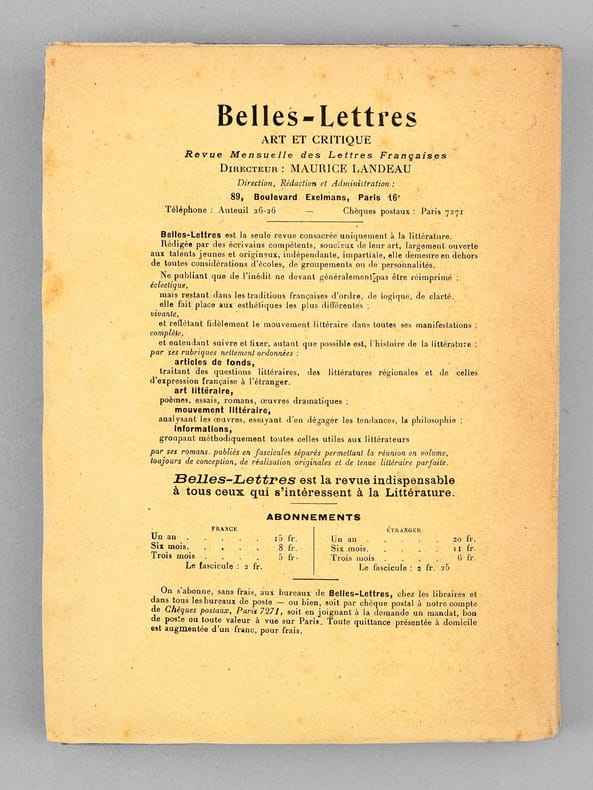 Belles-Lettres
ART ET CRITIQUE
Revue Mensuelle des Lettres Françaises
DIRECTEUR : MAURICE LANDEAU
Direction, Rédaction et Administration :
89, Boulevard Exelmans, Paris 16e
Téléphone : Auteuil 26-26 — Chèques postaux : Paris 7271
Belles-Lettres est la seule revue consacrée uniquement à la littérature.
Rédigée par des écrivains compétents, soucieux de leur art, largement ouverte
aux talents jeunes et originaux, indépendante, impartiale, elle demeure en dehors
de toutes considérations d'écoles, de groupements ou de personnalités.
Ne publiant que de l'inédit ne devant généralement pas être réimprimé ;
éclectique,
mais restant dans les traditions françaises d'ordre, de logique, de clarté.
elle fait place aux esthétiques les plus différentes ;
vivante,
et reflétant fidèlement le mouvement littéraire dans toutes ses manifestations ;
complète,
et entendant suivre et fixer, autant que possible est, l'histoire de la littérature ;
par ses rubriques nettement ordonnées :
articles de fonds,
traitant des questions littéraires, des littératures régionales et de celles
d'expression française à l'étranger.
art littéraire,
poèmes, essais, romans, œuvres dramatiques ;
mouvement littéraire,
analysant les œuvres, essayant d'en dégager les tendances, la philosophie ;
informations,
groupant méthodiquement toutes celles utiles aux littérateurs
par ses romans, publiés en fascicules séparés permettant la réunion en volume,
toujours de conception, de réalisation originales et de tenue littéraire parfaite.
Belles-Lettres est la revue indispensable
à tous ceux qui s'intéressent à la Littérature.
ABONNEMENTS
FRANCE
Un an . . . . . 15 fr.
Six mois. . . . . 8 fr.
Trois mois . . . . 5 fr.
Le fascicule : 2 fr.
ÉTRANGER
Un an . . . . . 20 fr.
Six mois. . . . . 11 fr.
Trois mois . . . . 6 fr.
Le fascicule : 2 fr. 25
On s'abonne, sans frais, aux bureaux de Belles-Lettres, chez les libraires et
dans tous les bureaux de poste — ou bien, soit par chèque postal à notre compte
de Chèques postaux, Paris 7271, soit en joignant à la demande un mandat, bon
de poste ou toute valeur à vue sur Paris. Toute quittance présentée à domicile
est augmentée d'un franc, pour frais.